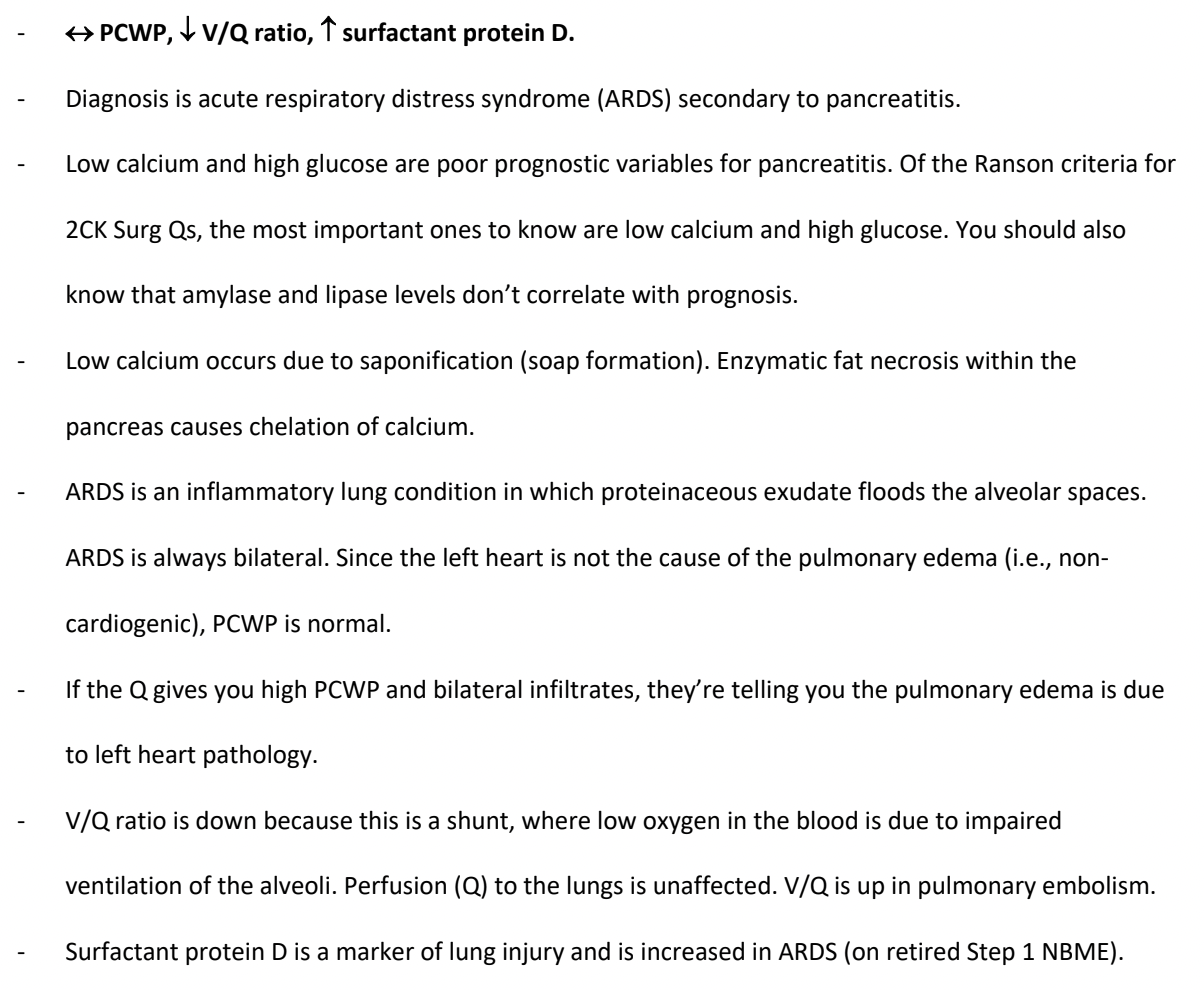 - ↔ PCWP, ↓ V/Q ratio, ↑ surfactant protein D.
- Diagnosis is acute respiratory distress syndrome (ARDS) secondary to pancreatitis.
- Low calcium and high glucose are poor prognostic variables for pancreatitis. Of the Ranson criteria for
2CK Surg Qs, the most important ones to know are low calcium and high glucose. You should also
know that amylase and lipase levels don’t correlate with prognosis.
- Low calcium occurs due to saponification (soap formation). Enzymatic fat necrosis within the
pancreas causes chelation of calcium.
- ARDS is an inflammatory lung condition in which proteinaceous exudate floods the alveolar spaces.
ARDS is always bilateral. Since the left heart is not the cause of the pulmonary edema (i.e., non-
cardiogenic), PCWP is normal.
- If the Q gives you high PCWP and bilateral infiltrates, they’re telling you the pulmonary edema is due
to left heart pathology.
- V/Q ratio is down because this is a shunt, where low oxygen in the blood is due to impaired
ventilation of the alveoli. Perfusion (Q) to the lungs is unaffected. V/Q is up in pulmonary embolism.
- Surfactant protein D is a marker of lung injury and is increased in ARDS (on retired Step 1 NBME).